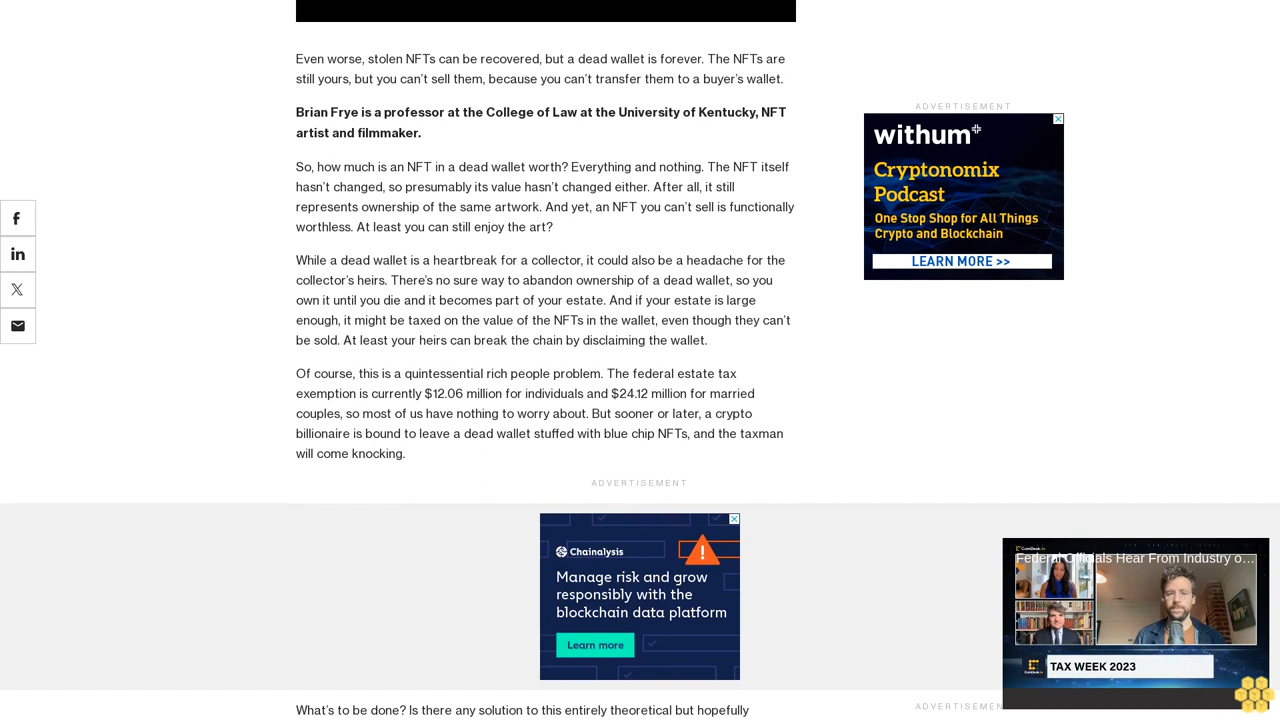 Even worse, stolen NFTs can be recovered, but a dead wallet is forever. The NFTs are
still yours, but you can’t sell them, because you can’t transfer them to a buyer’s wallet.
Brian Frye is a professor at the College of Law at the University of Kentucky, NFT
artist and filmmaker.
So, how much is an NFT in a dead wallet worth? Everything and nothing. The NFT itself
hasn’t changed, so presumably its value hasn’t changed either. After all, it still
represents ownership of the same artwork. And yet, an NFT you can’t sell is functionally
worthless. At least you can still enjoy the art?
While a dead wallet is a heartbreak for a collector, it could also be a headache for the
collector’s heirs. There’s no sure way to abandon ownership of a dead wallet, so you
own it until you die and it becomes part of your estate. And if your estate is large
enough, it might be taxed on the value of the NFTs in the wallet, even though they can’t
be sold. At least your heirs can break the chain by disclaiming the wallet.
Of course, this is a quintessential rich people problem. The federal estate tax
exemption is currently $12.06 million for individuals and $24.12 million for married
couples, so most of us have nothing to worry about. But sooner or later, a crypto
billionaire is bound to leave a dead wallet stuffed with blue chip NFTs, and the taxman
will come knocking.
ADVERTISEMENT
withum
Cryptonomix
Podcast
One Stop Shop for All Things
Crypto and Blockchain
LEARN MORE >>
ADVERTISEMENT
Chainalysis
Manage risk and grow
responsibly with the
blockchain data platform
Learn more
CoinDesk
Federal Officials Hear From Industry o...
TAX WEEK 2023
ADVERTISEMEN
What’s to be done? Is there any solution to this entirely theoretical but hopefully